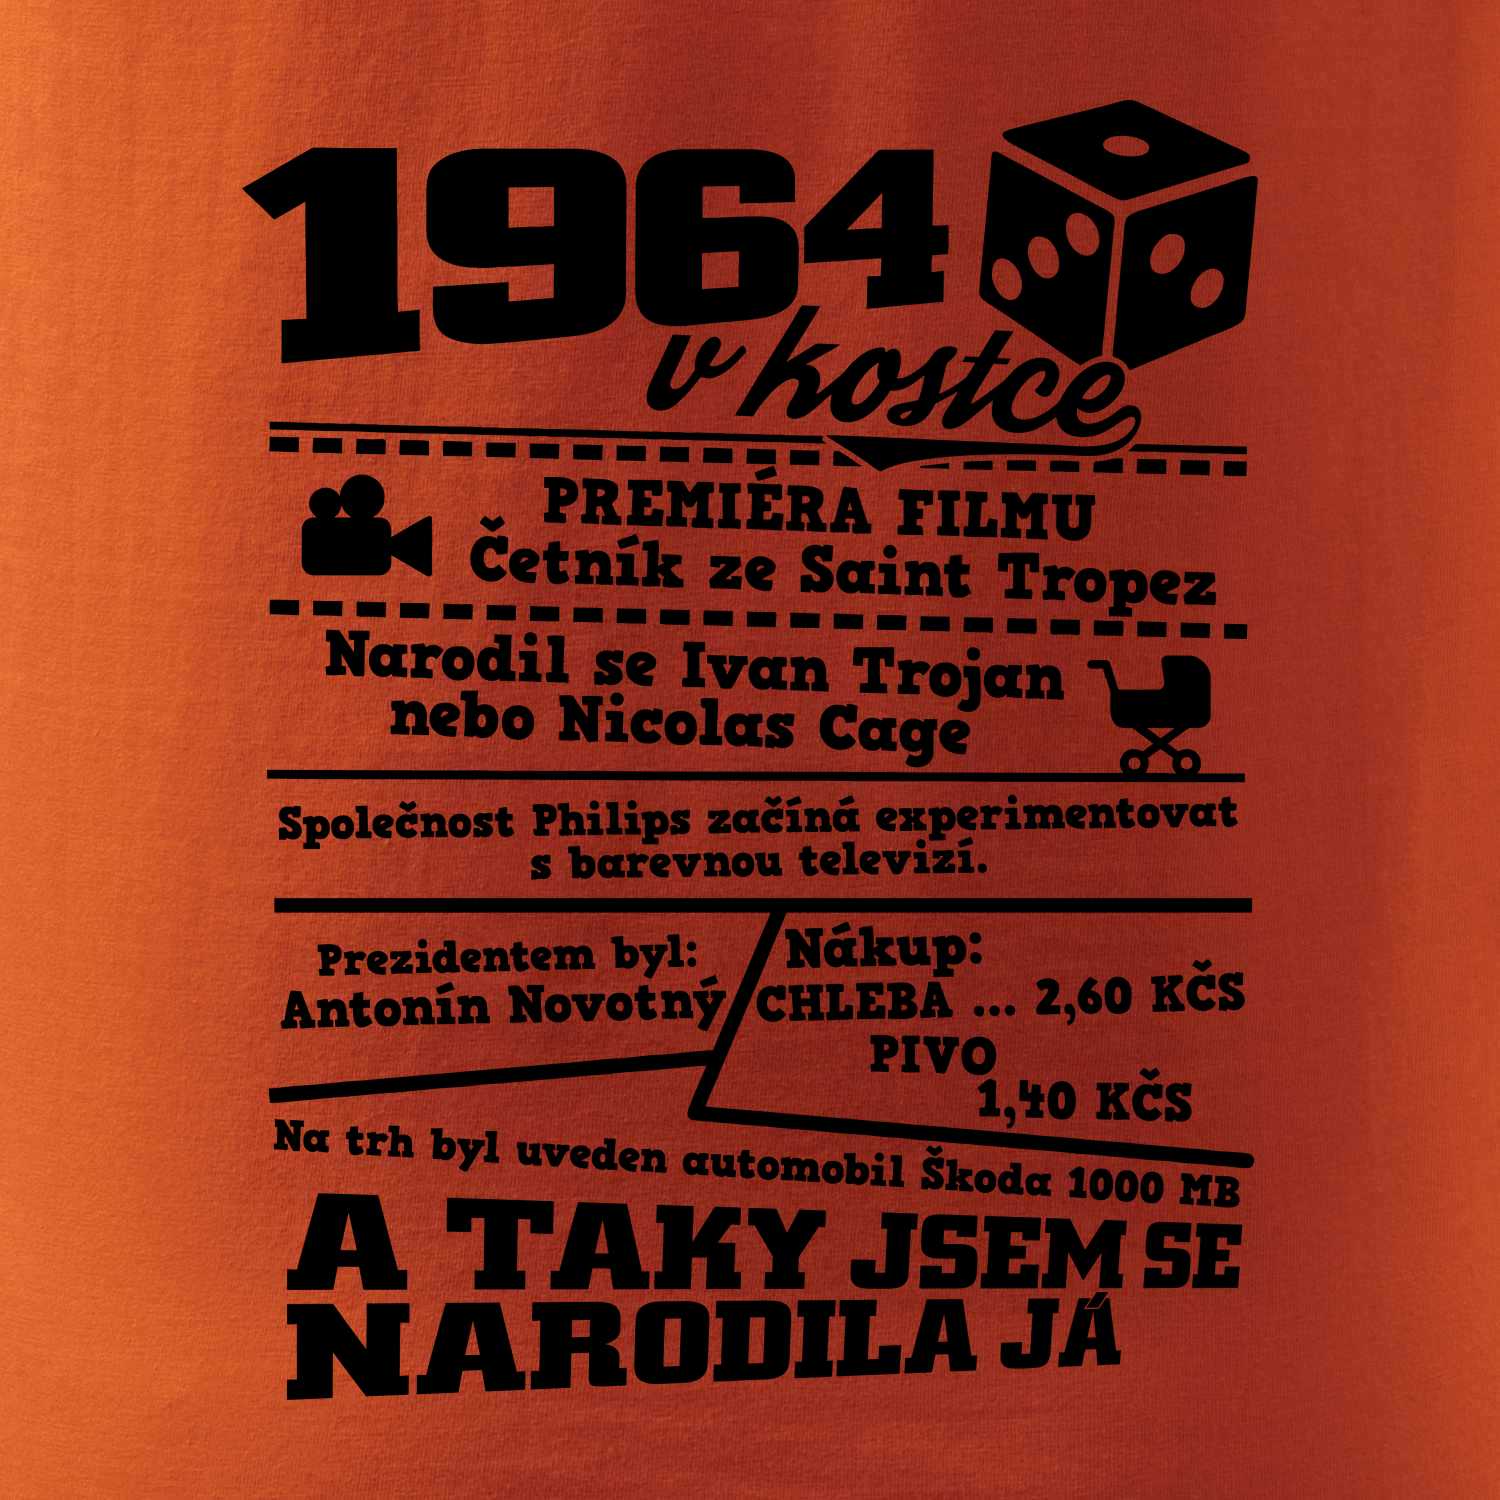 1964
v kostce
PREMIÉRA FILMU
Četník ze Saint Tropez
Narodil se Ivan Trojan
nebo Nicolas Cage
Společnost Philips začíná experimentovat
s barevnou televizí.
Prezidentem byl:
Antonín Novotný
Nákup:
CHLEBA ... 2,60 KČS
PIVO
1,40 KČS
Na trh byl uveden automobil Škoda 1000 MB
A TAKY JSEM SE
NARODILA JÁ